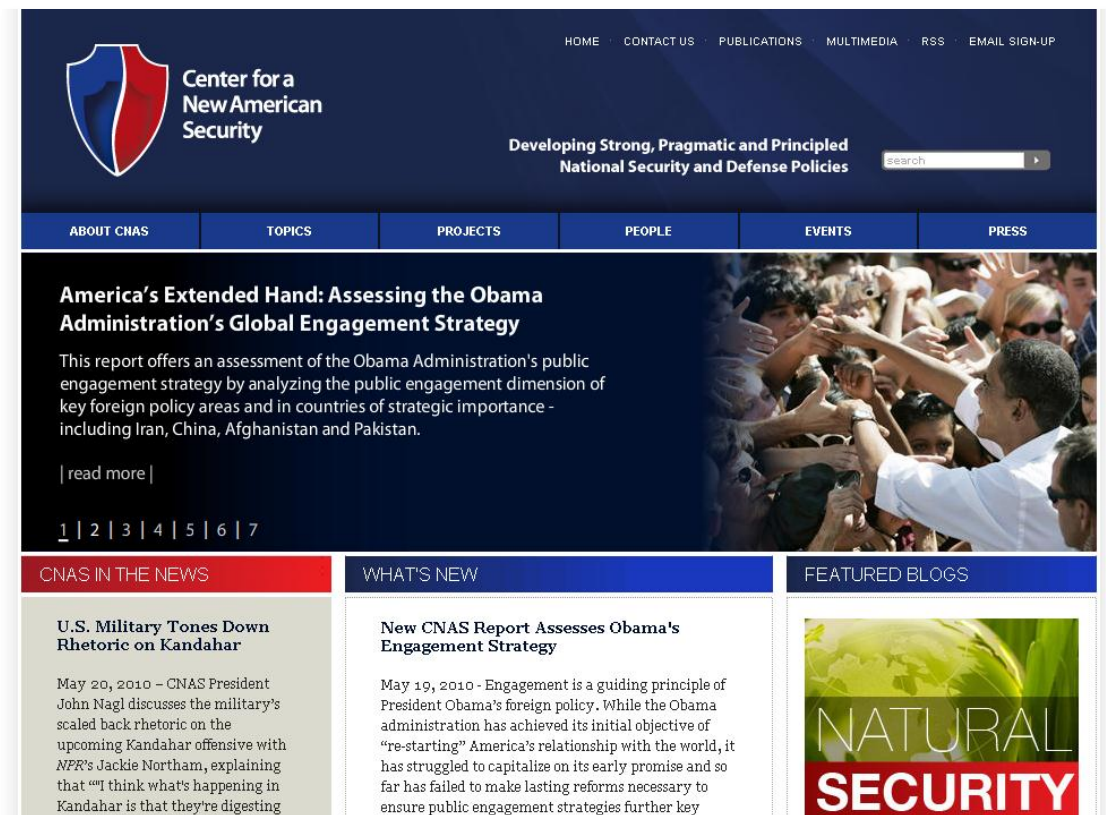 HOME · CONTACT US · PUBLICATIONS · MULTIMEDIA · RSS · EMAIL SIGN-UP
Center for a
New American
Security
Developing Strong, Pragmatic and Principled
National Security and Defense Policies
search
ABOUT CNAS TOPICS PROJECTS PEOPLE EVENTS PRESS
America's Extended Hand: Assessing the Obama
Administration's Global Engagement Strategy
This report offers an assessment of the Obama Administration's public
engagement strategy by analyzing the public engagement dimension of
key foreign policy areas and in countries of strategic importance -
including Iran, China, Afghanistan and Pakistan.
| read more |
1 | 2 | 3 | 4 | 5 | 6 | 7
CNAS IN THE NEWS
U.S. Military Tones Down
Rhetoric on Kandahar
May 20, 2010 – CNAS President
John Nagl discusses the military's
scaled back rhetoric on the
upcoming Kandahar offensive with
NPR's Jackie Northam, explaining
that ""I think what's happening in
Kandahar is that they're digesting
WHAT'S NEW
New CNAS Report Assesses Obama's
Engagement Strategy
May 19, 2010 - Engagement is a guiding principle of
President Obama's foreign policy. While the Obama
administration has achieved its initial objective of
“re-starting” America's relationship with the world, it
has struggled to capitalize on its early promise and so
far has failed to make lasting reforms necessary to
ensure public engagement strategies further key
FEATURED BLOGS
NATURAL
SECURITY